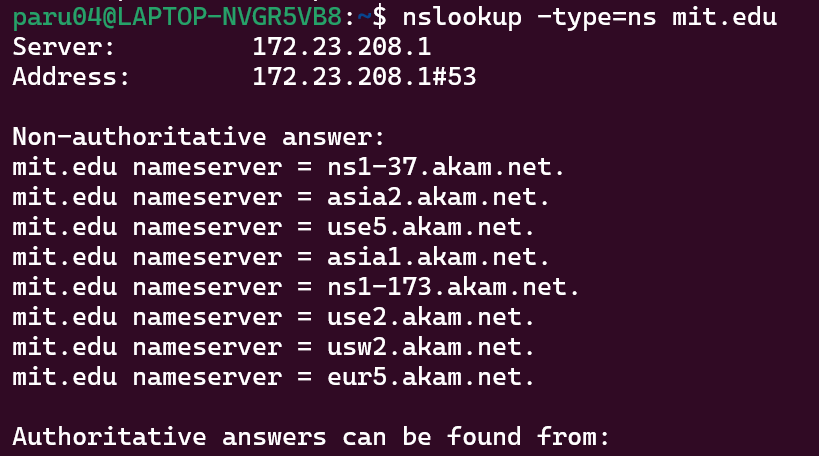 paru04@LAPTOP-NVGR5VB8:~$ nslookup -type=ns mit.edu
Server:         172.23.208.1
Address:        172.23.208.1#53

Non-authoritative answer:
mit.edu nameserver = ns1-37.akam.net.
mit.edu nameserver = asia2.akam.net.
mit.edu nameserver = use5.akam.net.
mit.edu nameserver = asia1.akam.net.
mit.edu nameserver = ns1-173.akam.net.
mit.edu nameserver = use2.akam.net.
mit.edu nameserver = usw2.akam.net.
mit.edu nameserver = eur5.akam.net.

Authoritative answers can be found from: